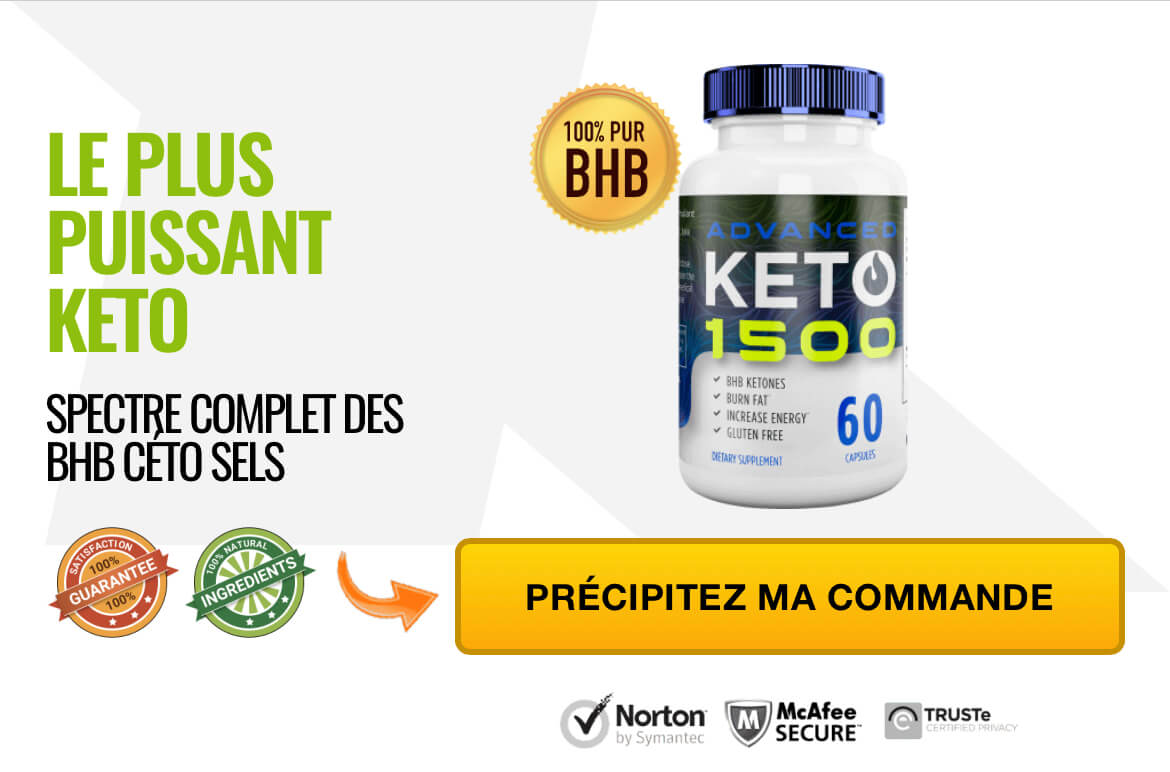 LE PLUS
PUISSANT
KETO
SPECTRE COMPLET DES
BHB CÉTO SELS
100% PUR
BHB
ADVANCED
KETO
1500
BHB KETONES
BURN FAT
INCREASE ENERGY
GLUTEN FREE
60
CAPSULES
DIETARY SUPPLEMENT
SATISFACTION
100%
GUARANTEE
100%
100% NATURAL
INGREDIENTS
PRÉCIPITEZ MA COMMANDE
Norton
by Symantec
McAfee
SECURE™
TRUSTe
CERTIFIED PRIVACY